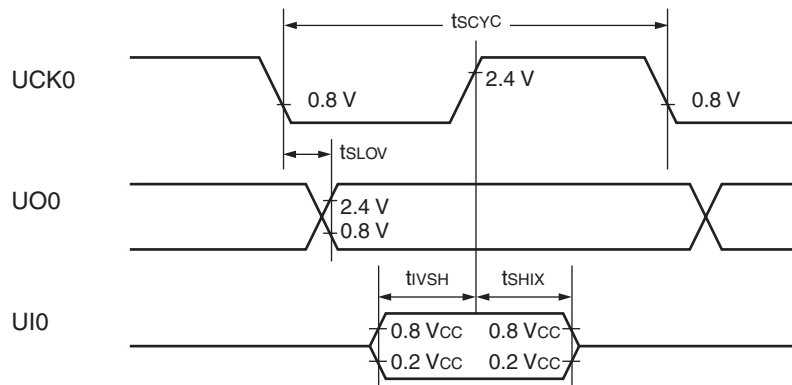 tSCYC
UCK0
2.4 V
0.8 V
0.8 V
tSLOV
UO0
2.4 V
0.8 V
tIVSH
tSHIX
UI0
0.8 VCC
0.8 VCC
0.2 VCC
0.2 VCC